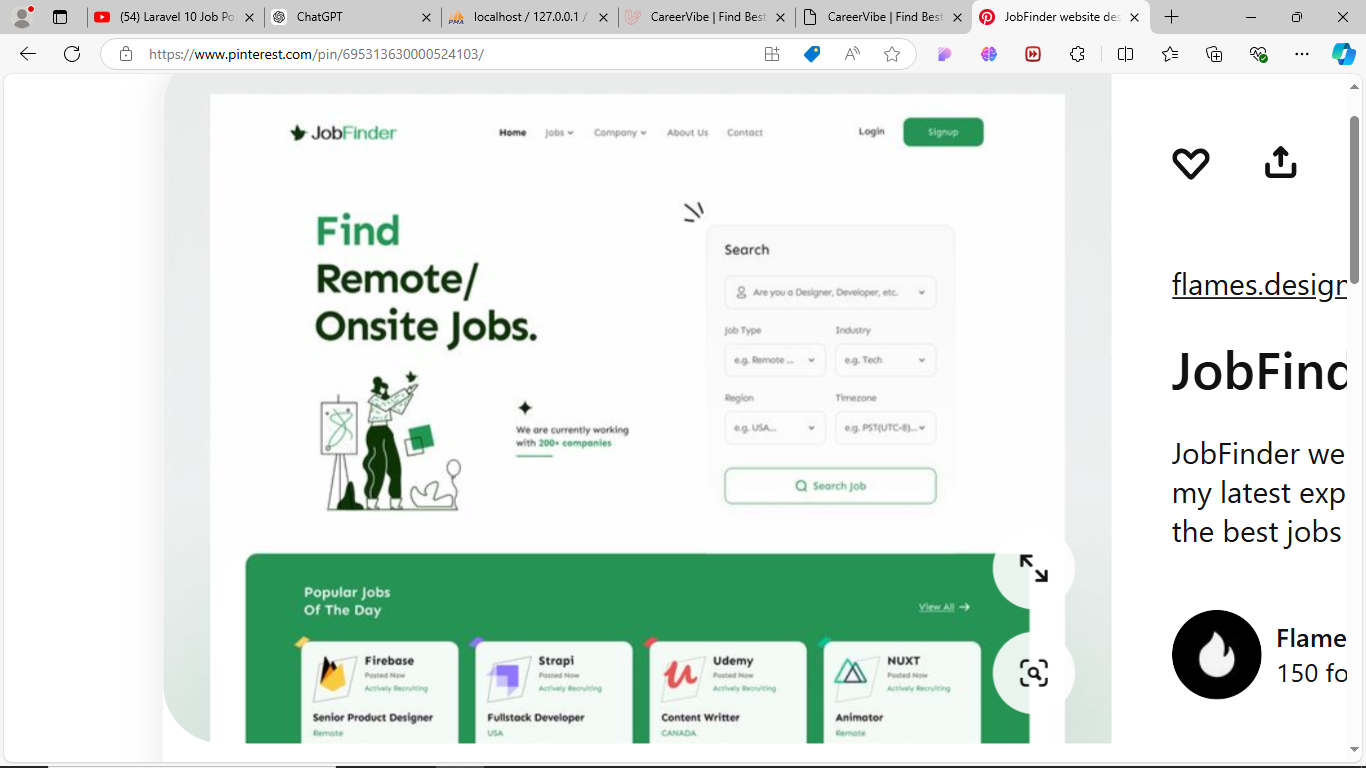 (54) Laravel 10 Job Po
ChatGPT
localhost / 127.0.0.1 /
CareerVibe | Find Best
CareerVibe | Find Best
JobFinder website des
https://www.pinterest.com/pin/695313630000524103/
JobFinder
Home
Jobs
Company
About Us
Contact
Login
Signup
Find
Remote/
Onsite Jobs.
We are currently working
with 200+ companies
Search
Are you a Designer, Developer, etc.
Job Type
Industry
e.g. Remote ...
e.g. Tech
Region
Timezone
e.g. USA...
e.g. PST(UTC-8)...
Search Job
Popular Jobs
Of The Day
View All
Firebase
Posted Now
Actively Recruiting
Senior Product Designer
Remote
Strapi
Posted Now
Actively Recruiting
Fullstack Developer
USA
Udemy
Posted Now
Actively Recruiting
Content Writter
CANADA
NUXT
Posted Now
Actively Recruiting
Animator
Remote
flames.design
JobFind
JobFinder we
my latest exp
the best jobs
Flame
150 fo